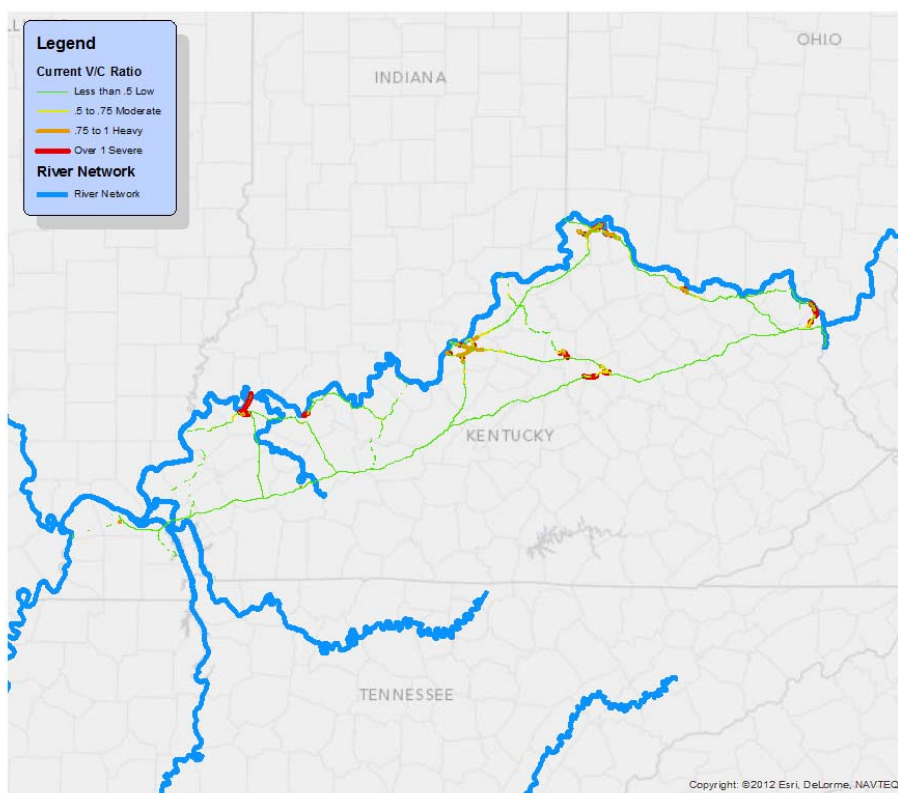 Legend
Current V/C Ratio
Less than .5 Low
.5 to .75 Moderate
.75 to 1 Heavy
Over 1 Severe
River Network
River Network
OHIO
INDIANA
KENTUCKY
TENNESSEE
Copyright: ©2012 Esri, DeLorme, NAVTEQ